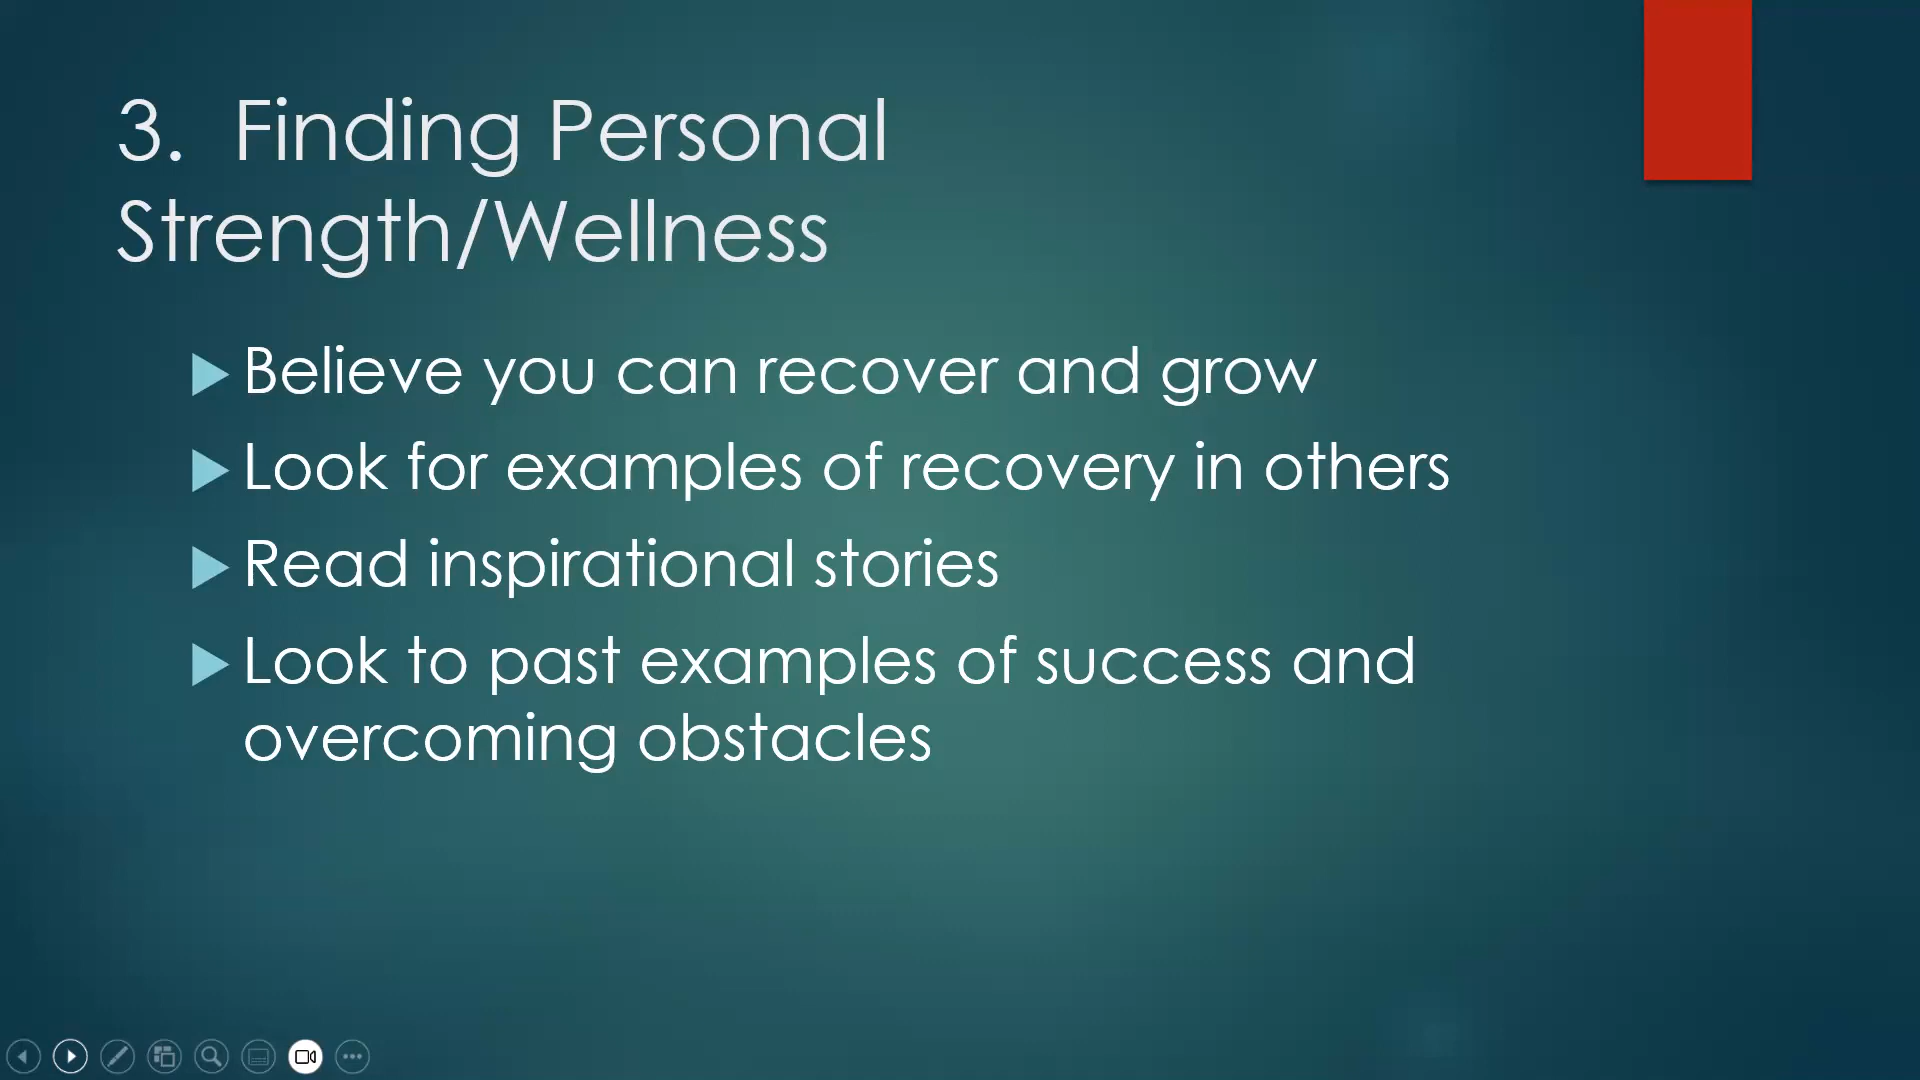 3. Finding Personal
Strength/Wellness
Believe you can recover and grow
Look for examples of recovery in others
Read inspirational stories
Look to past examples of success and
overcoming obstacles